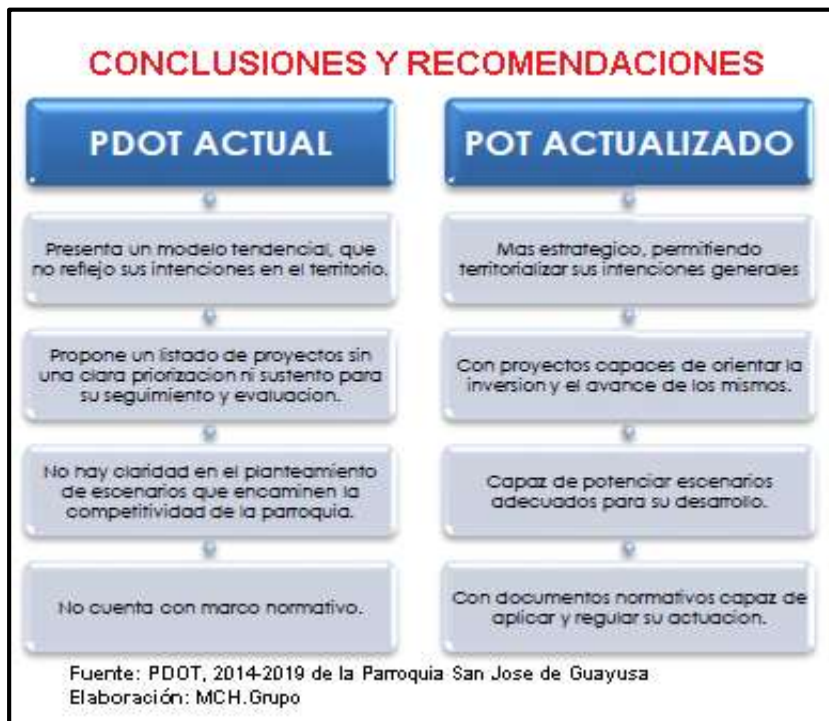 CONCLUSIONES Y RECOMENDACIONES
PDOT ACTUAL
Presenta un modelo tendencial, que
no reflejo sus intenciones en el territorio.
Propone un listado de proyectos sin
una clara priorizacion ni sustento para
su seguimiento y evaluacion.
No hay claridad en el planteamiento
de escenarios que encaminen la
competitividad de la parroquia.
No cuenta con marco normativo.
POT ACTUALIZADO
Mas estrategico, permitiendo
territorializar sus intenciones generales
Con proyectos capaces de orientar la
inversion y el avance de los mismos.
Capaz de potenciar escenarios
adecuados para su desarrollo.
Con documentos normativos capaz de
aplicar y regular su actuacion.
Fuente: PDOT, 2014-2019 de la Parroquia San Jose de Guayusa
Elaboración: MCH.Grupo